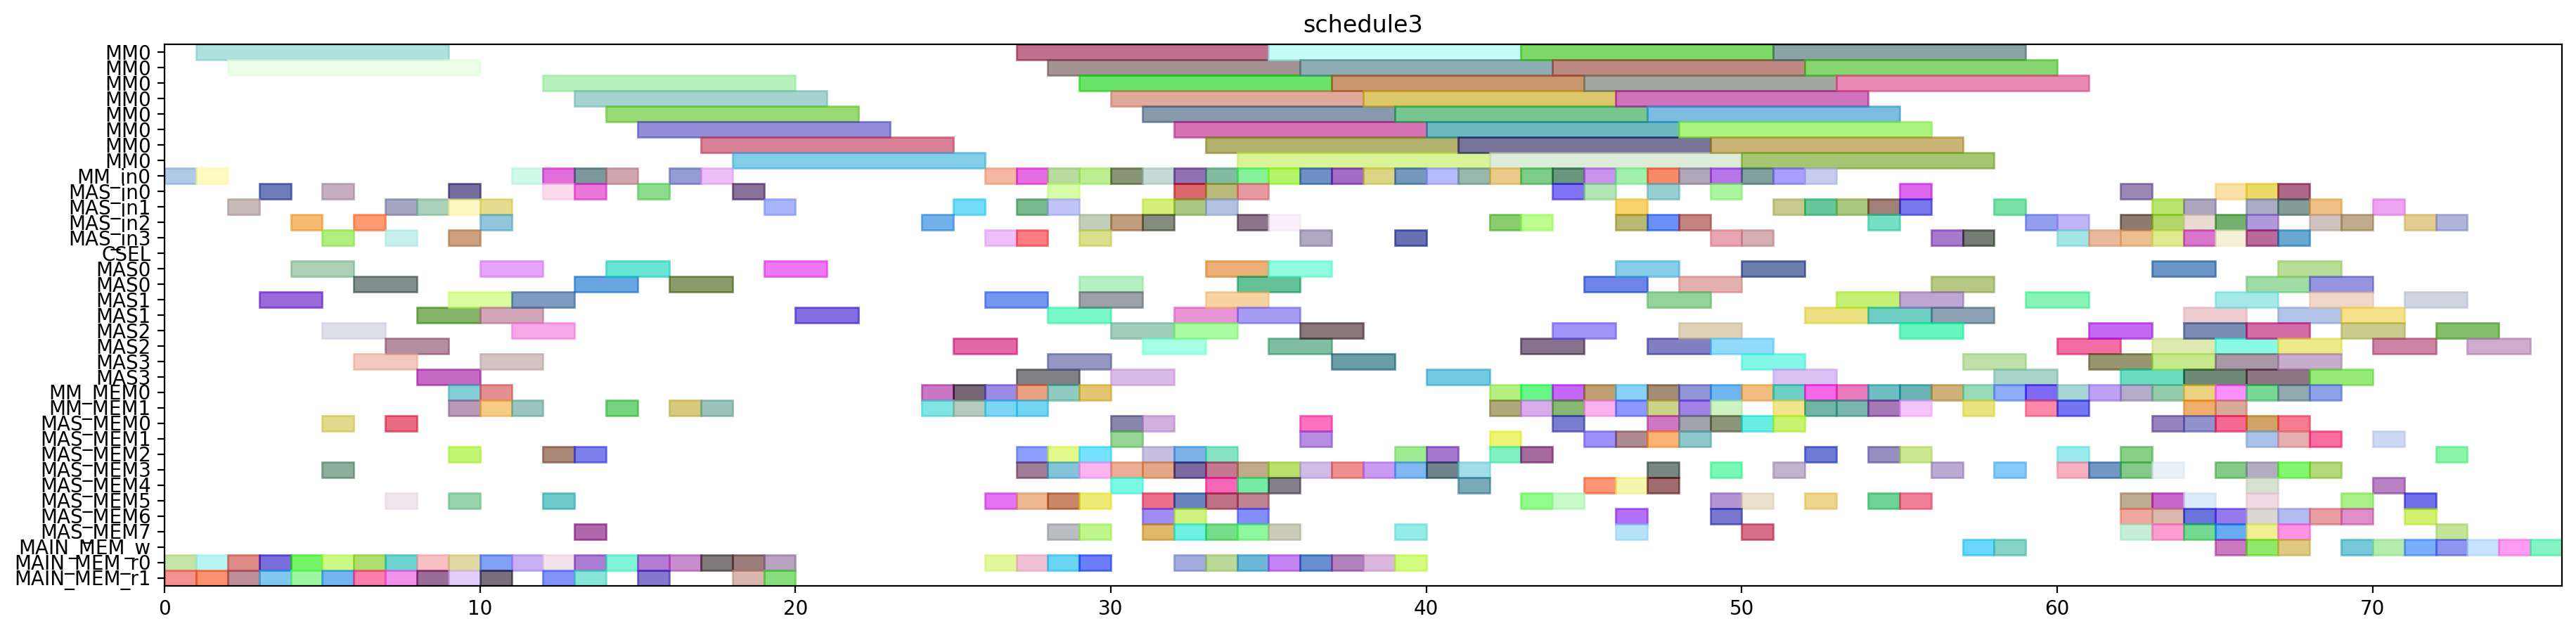 schedule3
MM0
MM0
MM0
MM0
MM0
MM0
MM0
MM0
MM_in0
MAS_in0
MAS_in1
MAS_in2
MAS_in3
CSEL
MAS0
MAS0
MAS1
MAS1
MAS2
MAS2
MAS3
MAS3
MM_MEM0
MM_MEM1
MAS_MEM0
MAS_MEM1
MAS_MEM2
MAS_MEM3
MAS_MEM4
MAS_MEM5
MAS_MEM6
MAS_MEM7
MAIN_MEM_w
MAIN_MEM_r0
MAIN_MEM_r1
0 10 20 30 40 50 60 70